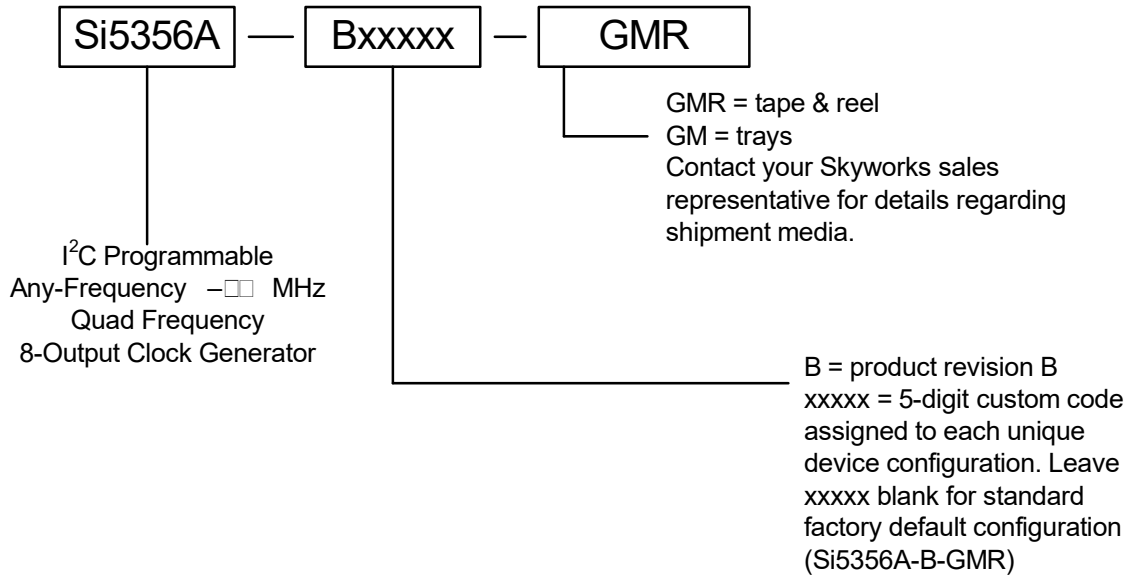 Si5356A — Bxxxxx — GMR
GMR = tape & reel
GM = trays
Contact your Skyworks sales
representative for details regarding
shipment media.
I²C Programmable
Any-Frequency – MHz
Quad Frequency
8-Output Clock Generator
B = product revision B
xxxxx = 5-digit custom code
assigned to each unique
device configuration. Leave
xxxxx blank for standard
factory default configuration
(Si5356A-B-GMR)